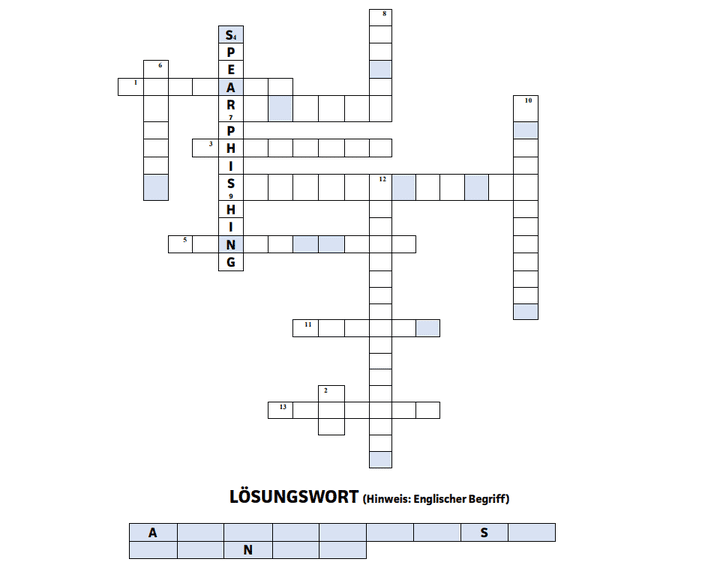 8
S4
P
6
E
1 A
R 10
7
P
3 H
I
S 12
9
H
I
5 N
G
11
2
13
LÖSUNGSWORT (Hinweis: Englischer Begriff)
A S
N